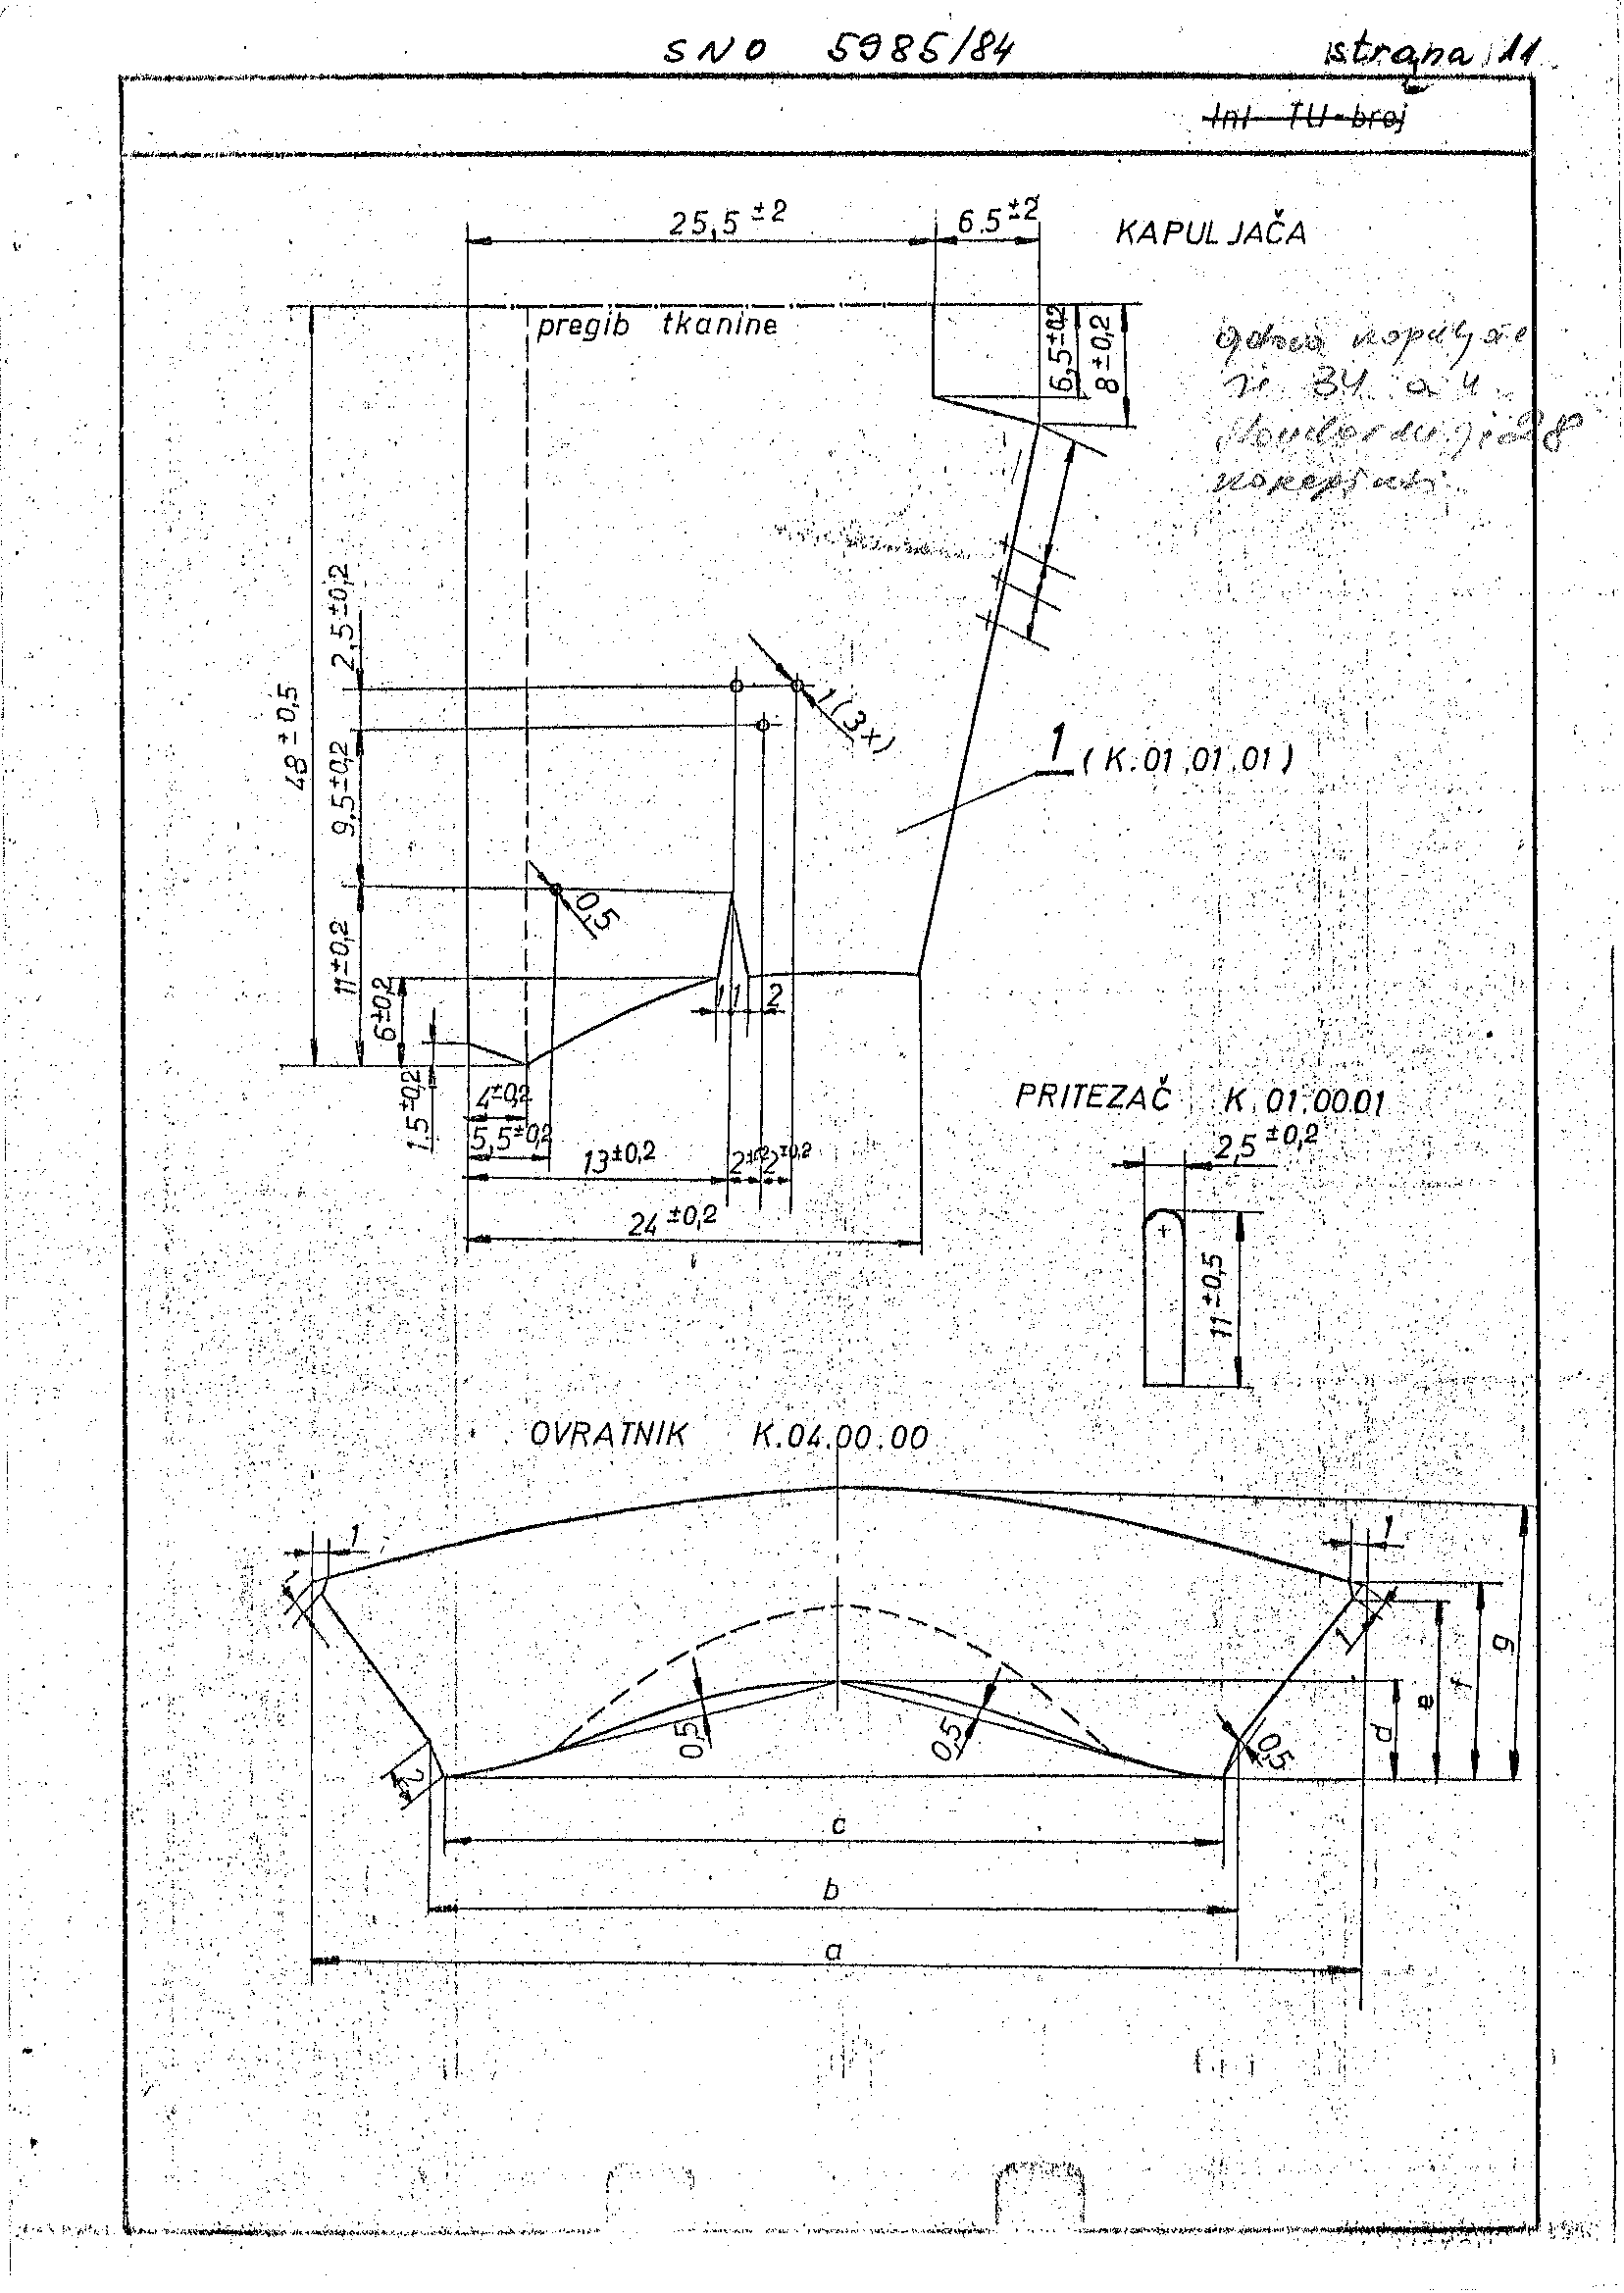 SNO 5985/84 strana 11
Int TU-broj
25,5±2
6.5±2
KAPULJAČA
pregib tkanine
6,5±0,2
8±0,2
48±0,5
2,5±0,2
9,5±0,2
11±0,2
6±0,2
1,5±0,2
1(3x)
1 (K.01.01.01)
0,5
1 1 2
4±0,2
5,5±0,2
13±0,2
2±0,2
2±0,2
24±0,2
PRITEZAČ K.01.00.01
2,5±0,2
11±0,5
OVRATNIK K.04.00.00
1
1
1
1
0,5
0,5
0,5
2
d
e
f
g
c
b
a